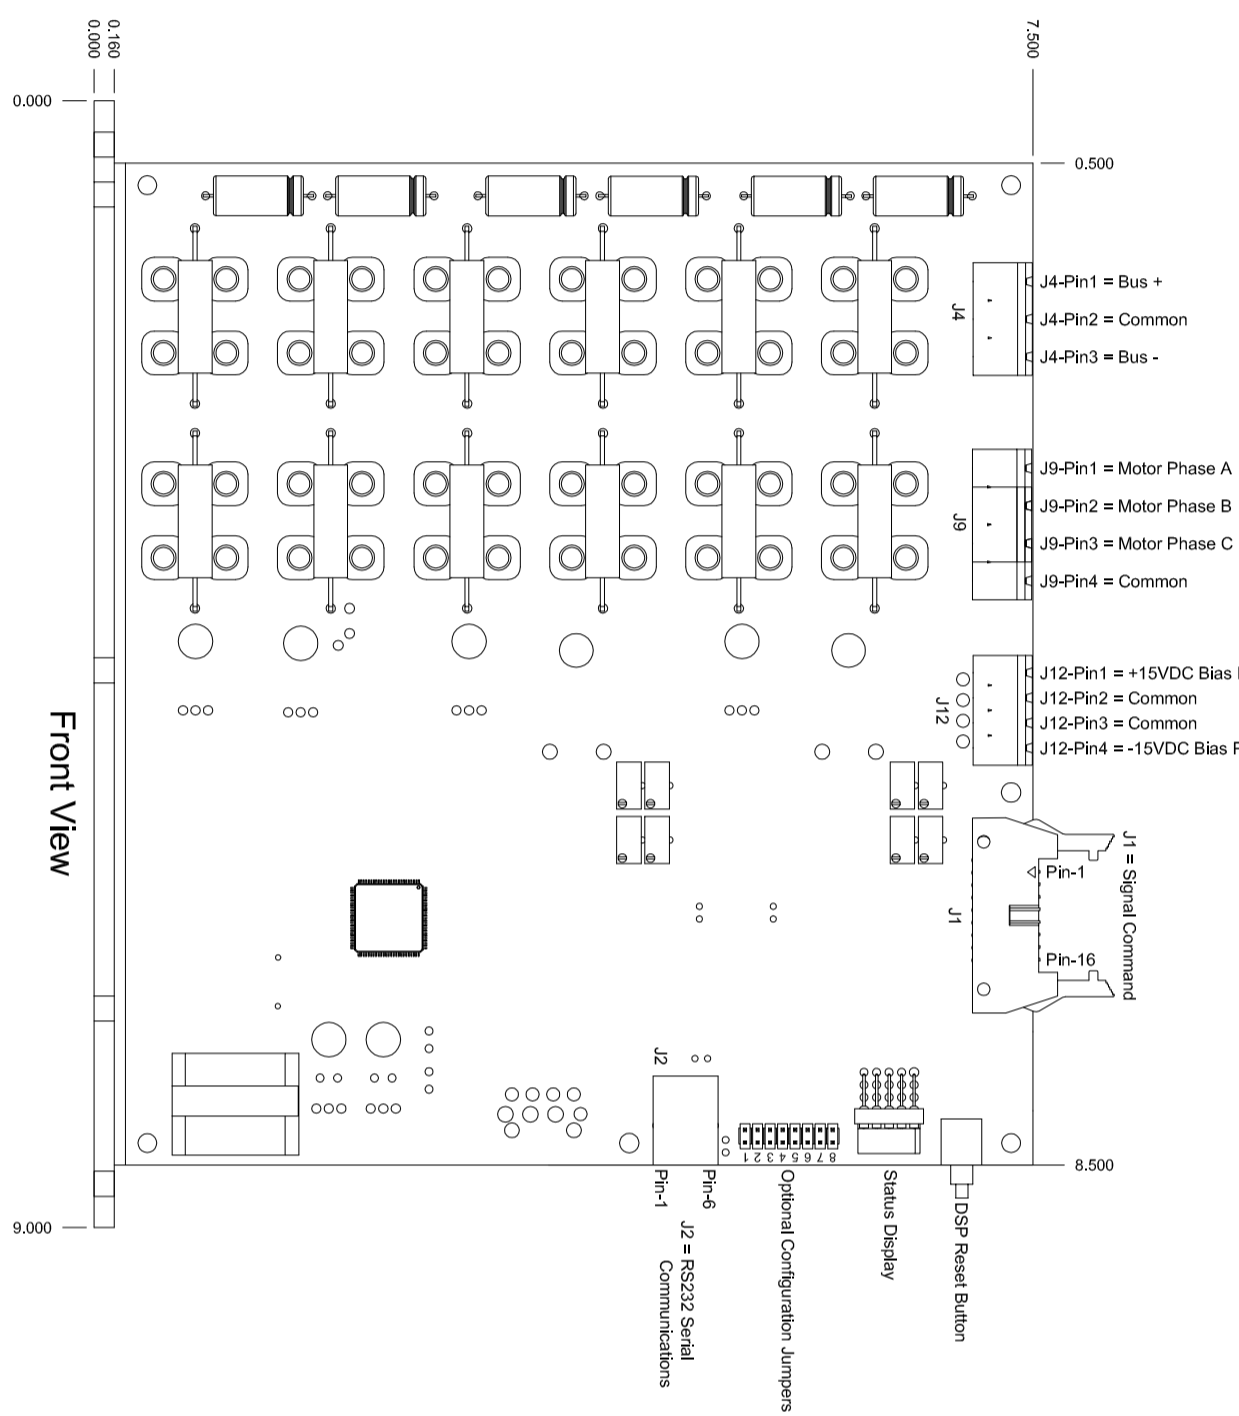 0.000
0.160
7.500
0.000
0.500
J4
J4-Pin1 = Bus +
J4-Pin2 = Common
J4-Pin3 = Bus -
J9
J9-Pin1 = Motor Phase A
J9-Pin2 = Motor Phase B
J9-Pin3 = Motor Phase C
J9-Pin4 = Common
J12
J12-Pin1 = +15VDC Bias
J12-Pin2 = Common
J12-Pin3 = Common
J12-Pin4 = -15VDC Bias
Front View
J1 = Signal Command
Pin-1
J1
Pin-16
J2
1 2 3 4 5 6 7 8
8.500
9.000
Pin-1
Pin-6
J2 = RS232 Serial
Communications
Optional Configuration Jumpers
Status Display
DSP Reset Button